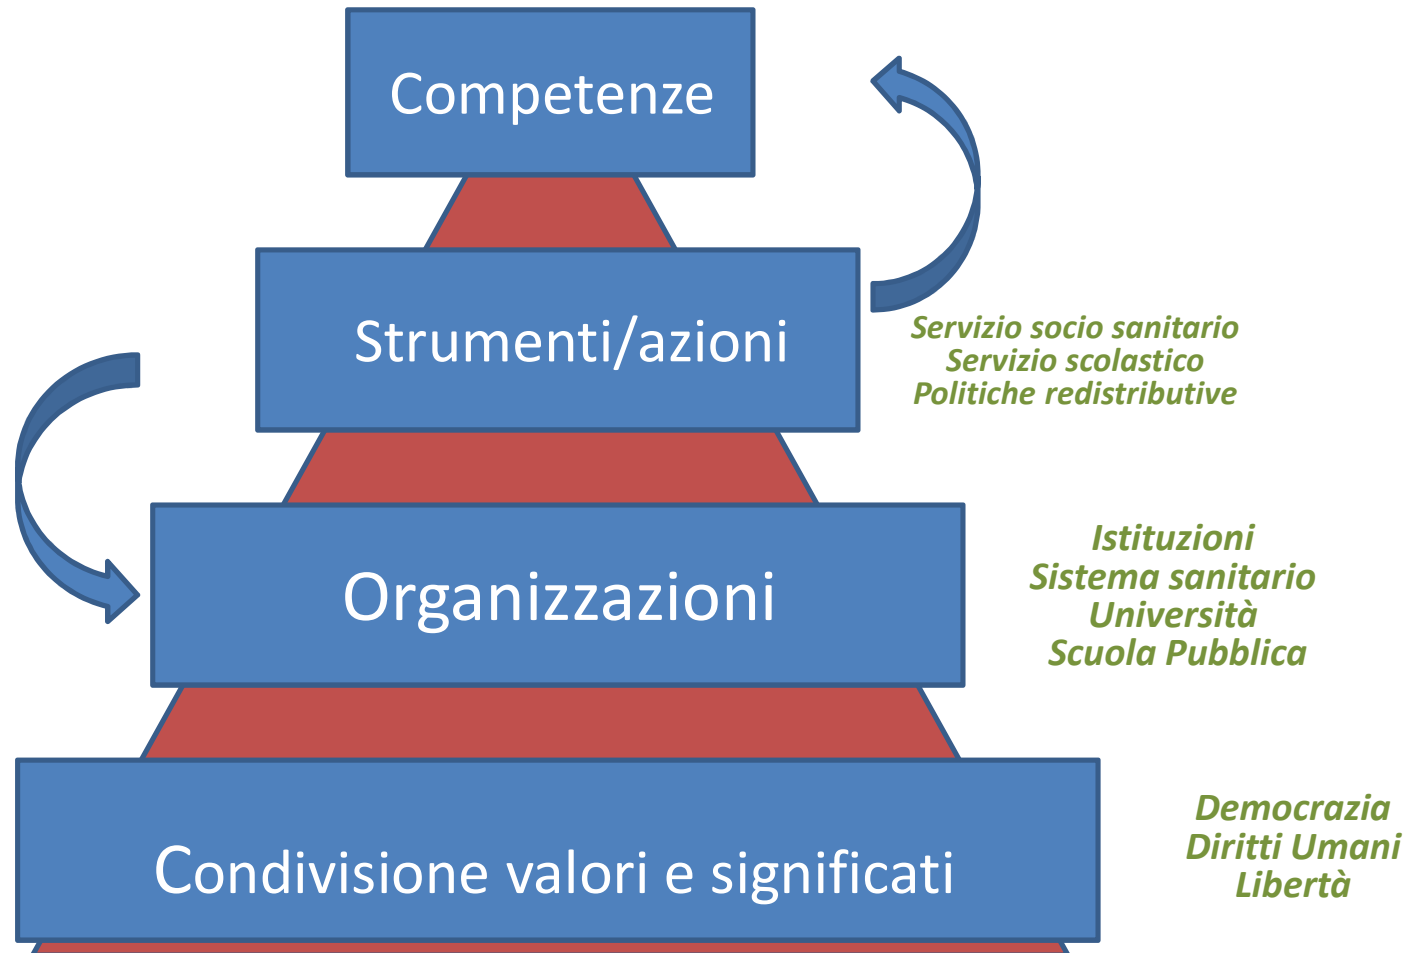 Competenze
Strumenti/azioni
Servizio socio sanitario
Servizio scolastico
Politiche redistributive
Organizzazioni
Istituzioni
Sistema sanitario
Università
Scuola Pubblica
Condivisione valori e significati
Democrazia
Diritti Umani
Libertà